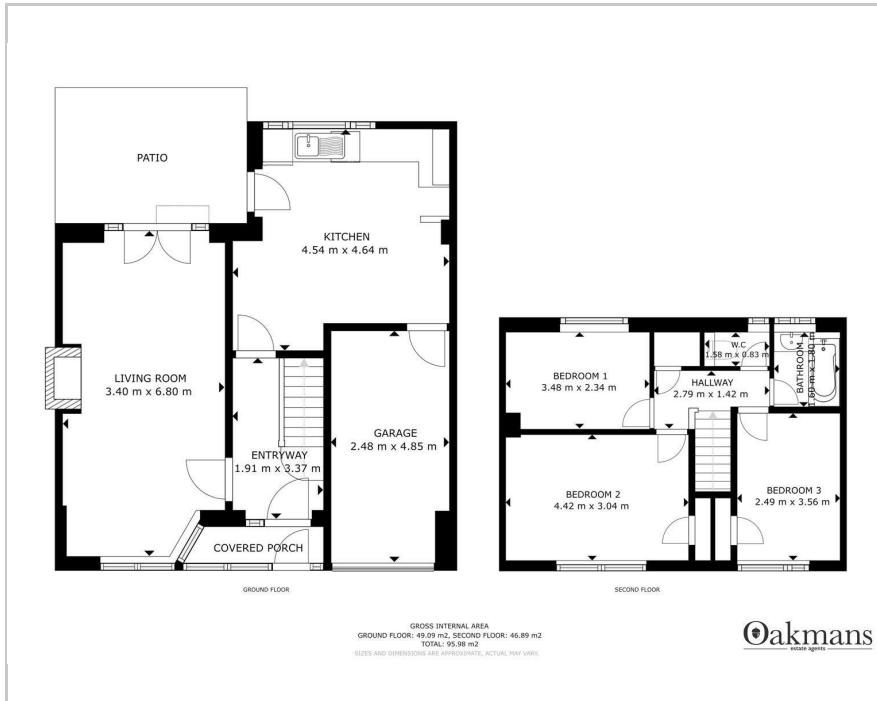 PATIO
KITCHEN
4.54 m x 4.64 m
LIVING ROOM
3.40 m x 6.80 m
ENTRYWAY
1.91 m x 3.37 m
GARAGE
2.48 m x 4.85 m
COVERED PORCH
GROUND FLOOR
W.C
1.58 m x 0.83 m
BATHROOM
1.60 m x 1.80 m
BEDROOM 1
3.48 m x 2.34 m
HALLWAY
2.79 m x 1.42 m
BEDROOM 2
4.42 m x 3.04 m
BEDROOM 3
2.49 m x 3.56 m
SECOND FLOOR
GROSS INTERNAL AREA
GROUND FLOOR: 49.09 m2, SECOND FLOOR: 46.89 m2
TOTAL: 95.98 m2
SIZES AND DIMENSIONS ARE APPROXIMATE, ACTUAL MAY VARY.
Oakmans
estate agents